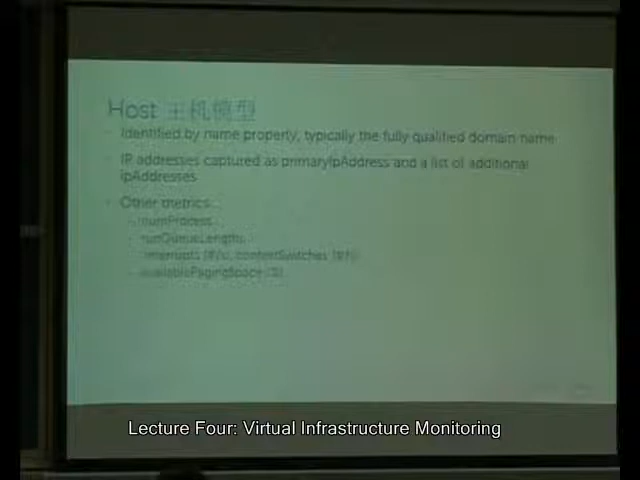 Host 主机模型
Identified by name property, typically the fully qualified domain name
IP addresses captured as primaryIpAddress and a list of additional
ipAddresses
Other metrics
numProcess
runQueueLengths
interrupts (#/s), contextSwitches (#/s)
availablePagingSpace
Lecture Four: Virtual Infrastructure Monitoring